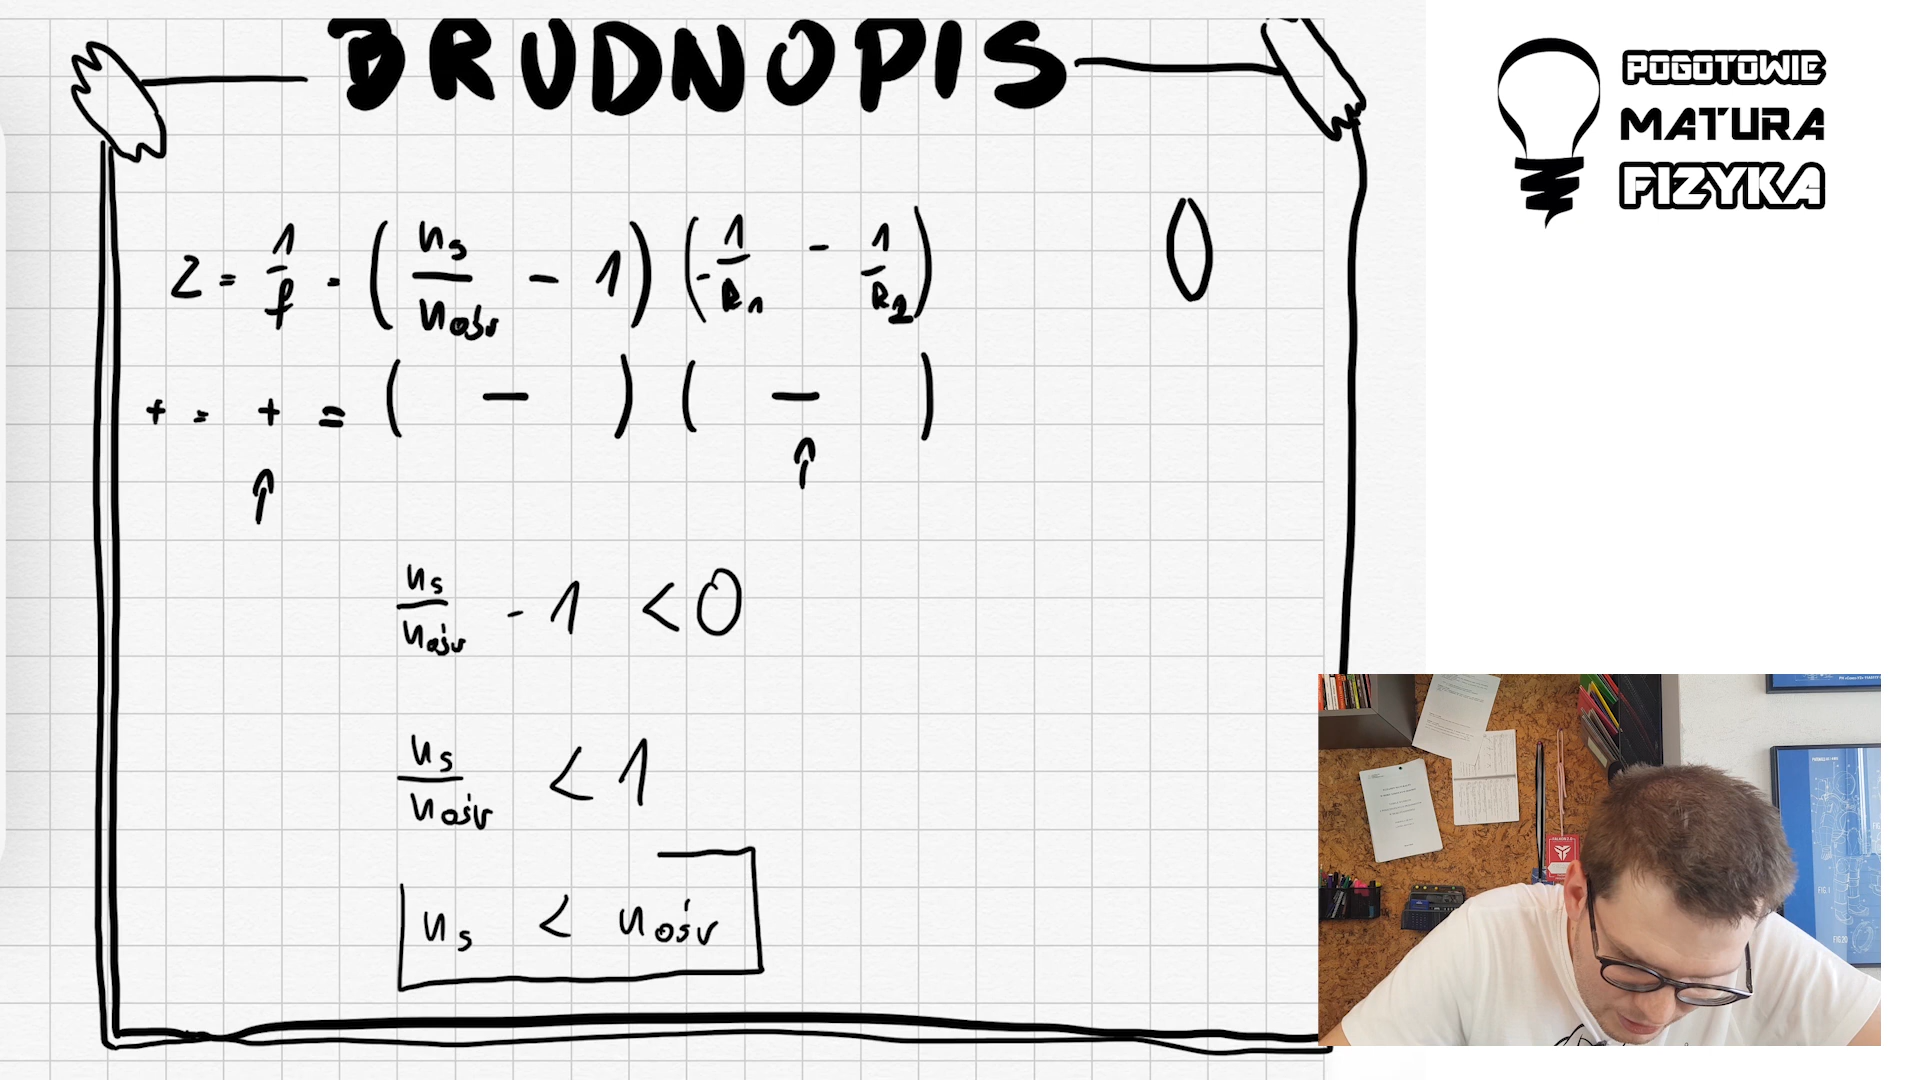 BRUDNOPIS
POGOTOWIE
MATURA
FIZYKA
Z = 1/f = (ns/nośr - 1)(-1/R1 - 1/R2)
+ = + = ( - ) ( - )
↑ ↑
ns/nośr - 1 < 0
ns/nośr < 1
ns < nośr